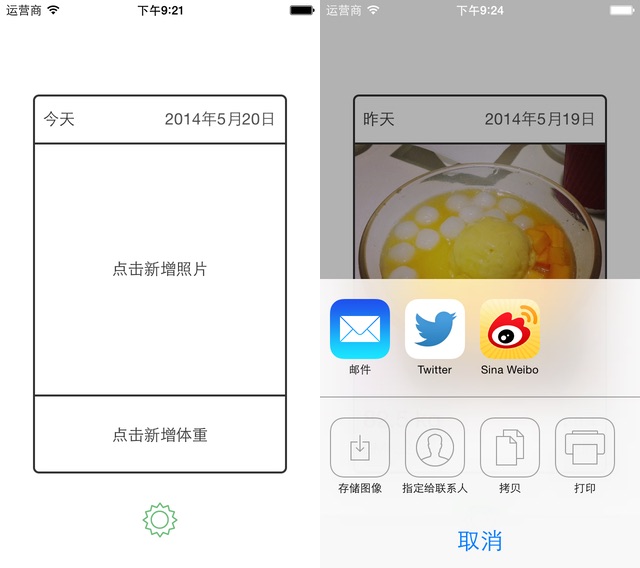 运营商
下午9:21
今天
2014年5月20日
点击新增照片
点击新增体重
运营商
下午9:24
昨天
2014年5月19日
邮件
Twitter
Sina Weibo
存储图像
指定给联系人
拷贝
打印
取消